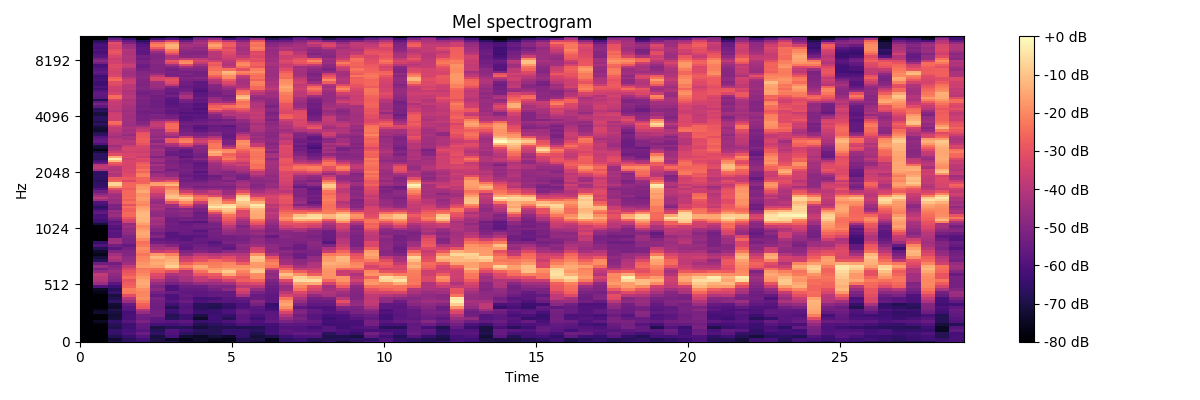 Mel spectrogram
+0 dB
8192
-10 dB
-20 dB
4096
-30 dB
Hz
2048
-40 dB
1024
-50 dB
-60 dB
512
-70 dB
0
-80 dB
0 5 10 15 20 25
Time